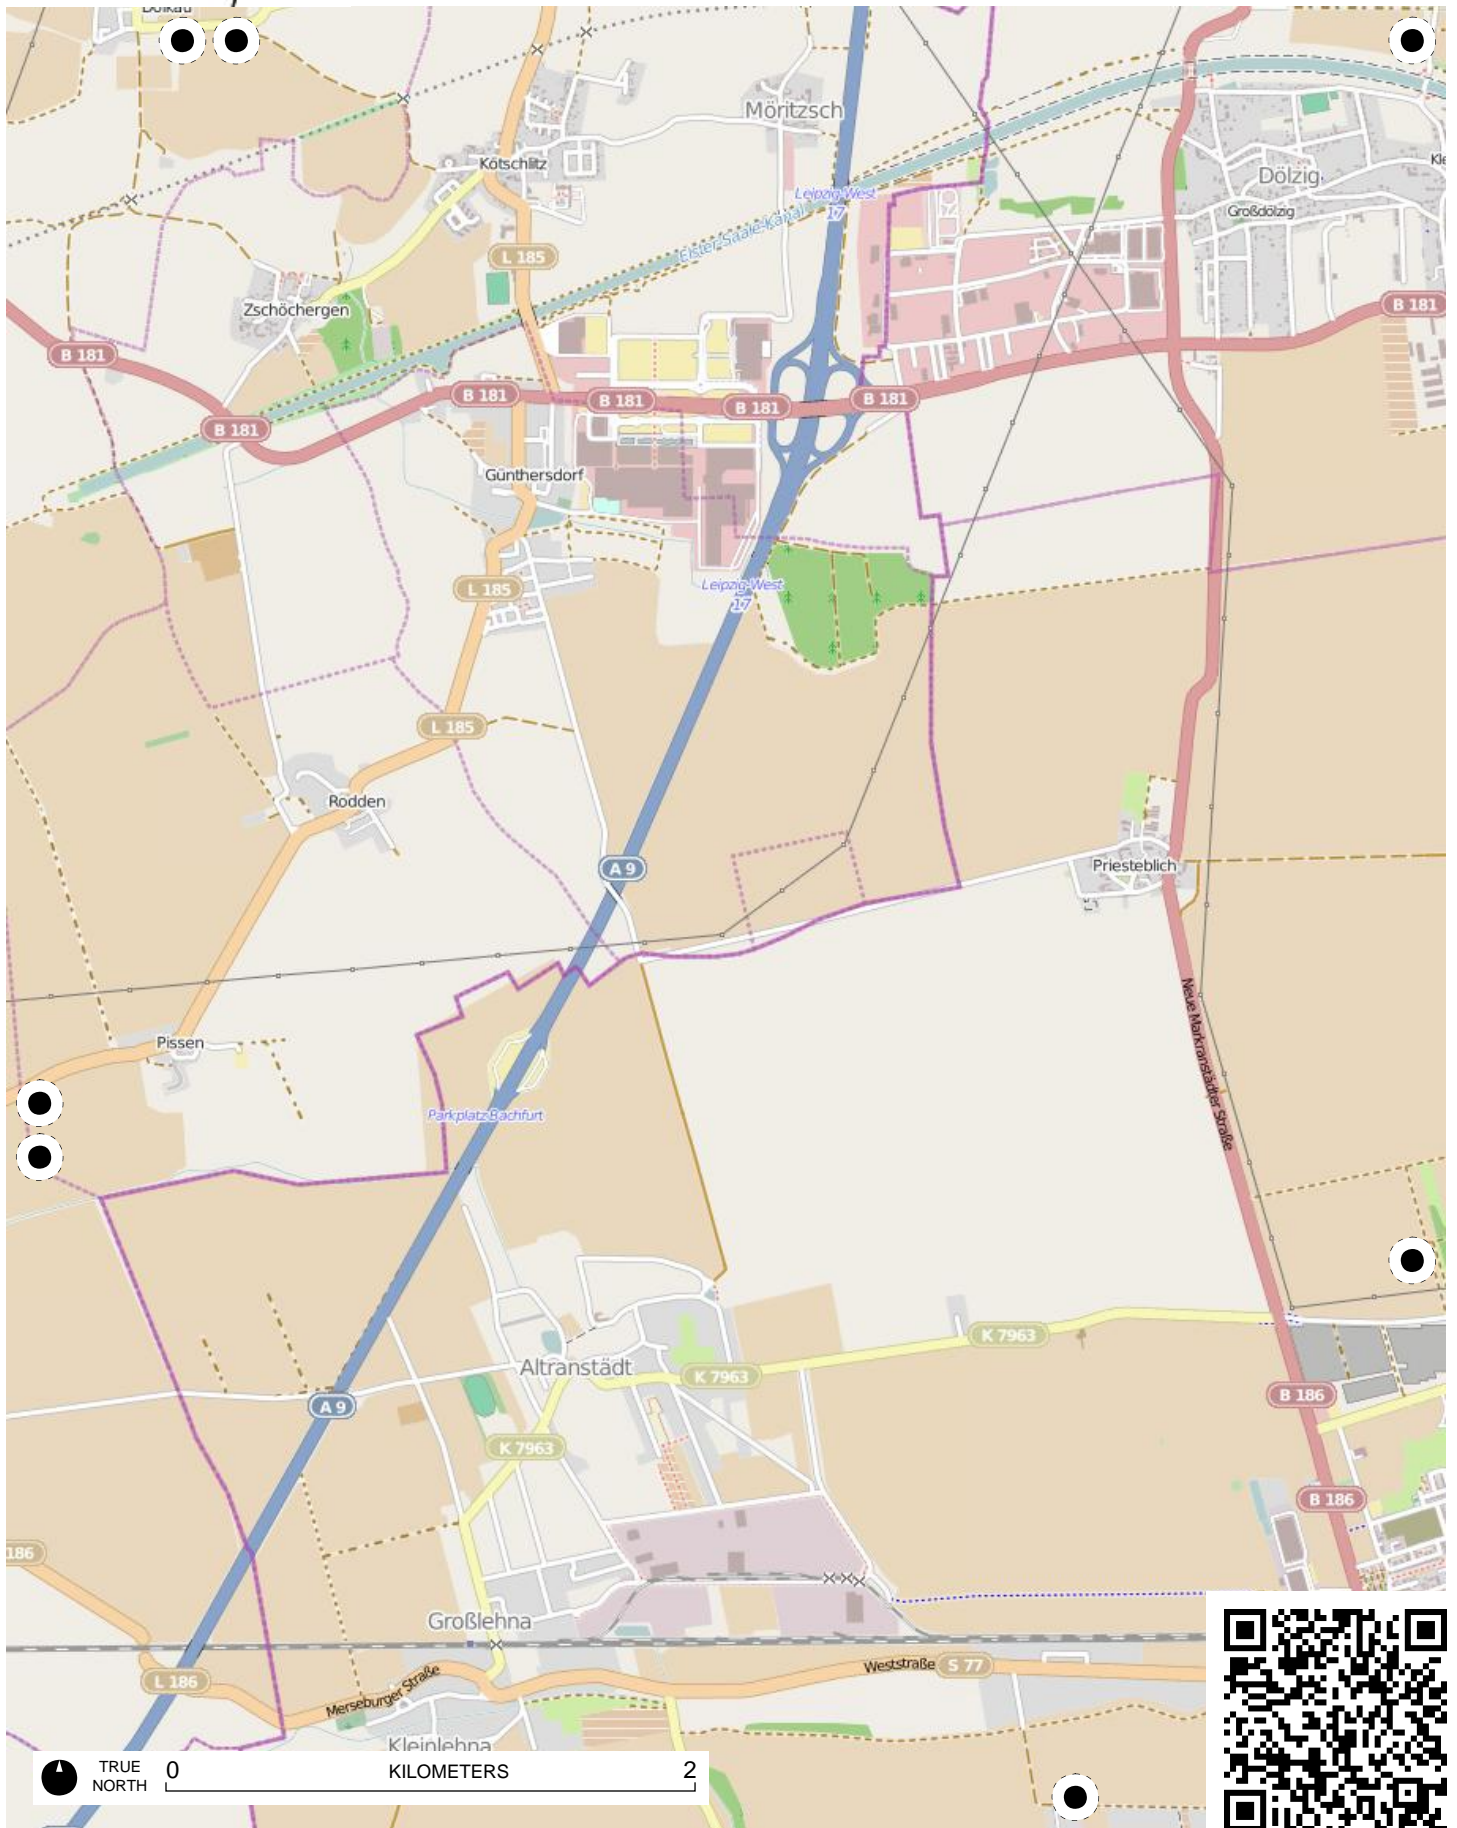 Dölkau
Möritzsch
Kötschlitz
Leipzig-West
17
Elster-Saale-Kanal
Dölzig
Großdölzig
Kle
L 185
Zschöchergen
B 181
B 181
B 181
B 181
B 181
B 181
B 181
Günthersdorf
L 185
Leipzig-West
17
L 185
Rodden
A 9
Priesteblich
Pissen
Neue Markranstädter Straße
Parkplatz Bachfurt
K 7963
Altranstädt
K 7963
B 186
A 9
K 7963
B 186
186
Großlehna
Weststraße
S 77
L 186
Merseburger Straße
Kleinlehna
TRUE
NORTH
0
KILOMETERS
2